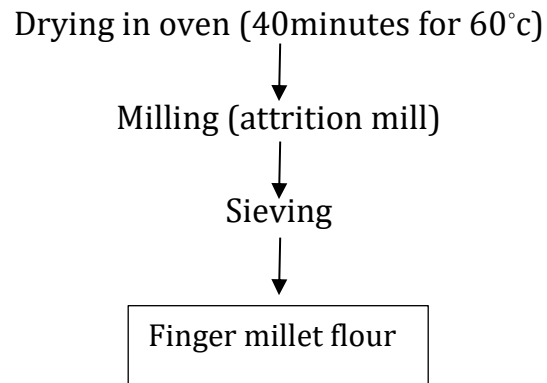 Drying in oven (40minutes for 60°c)
Milling (attrition mill)
Sieving
Finger millet flour